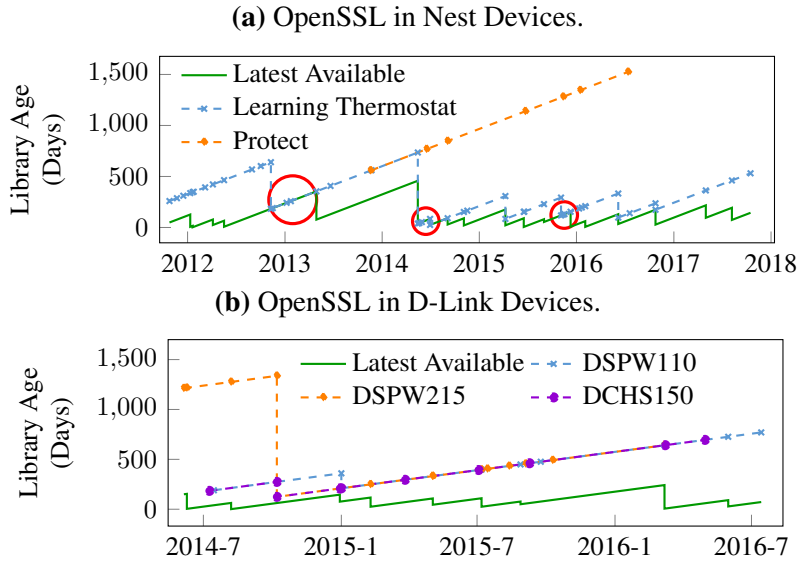 (a) OpenSSL in Nest Devices.
Library Age
(Days)
1,500
1,000
500
0
Latest Available
Learning Thermostat
Protect
2012 2013 2014 2015 2016 2017 2018
(b) OpenSSL in D-Link Devices.
Library Age
(Days)
1,500
1,000
500
0
Latest Available DSPW110
DSPW215 DCHS150
2014-7 2015-1 2015-7 2016-1 2016-7